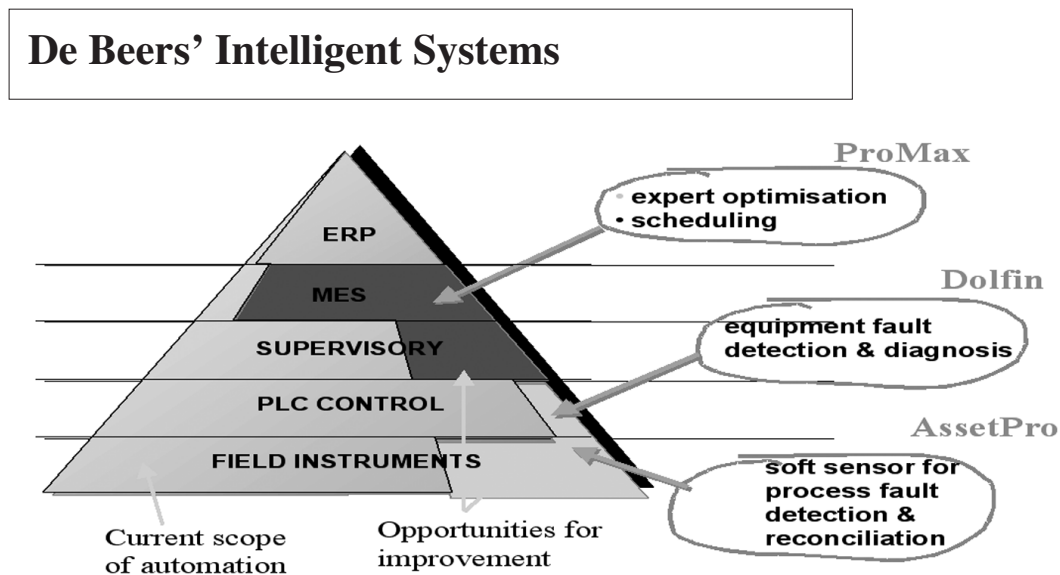 De Beers’ Intelligent Systems
ProMax
• expert optimisation
• scheduling
ERP
MES
Dolfin
equipment fault
detection & diagnosis
SUPERVISORY
PLC CONTROL
AssetPro
FIELD INSTRUMENTS
soft sensor for
process fault
detection &
reconciliation
Current scope
of automation
Opportunities for
improvement